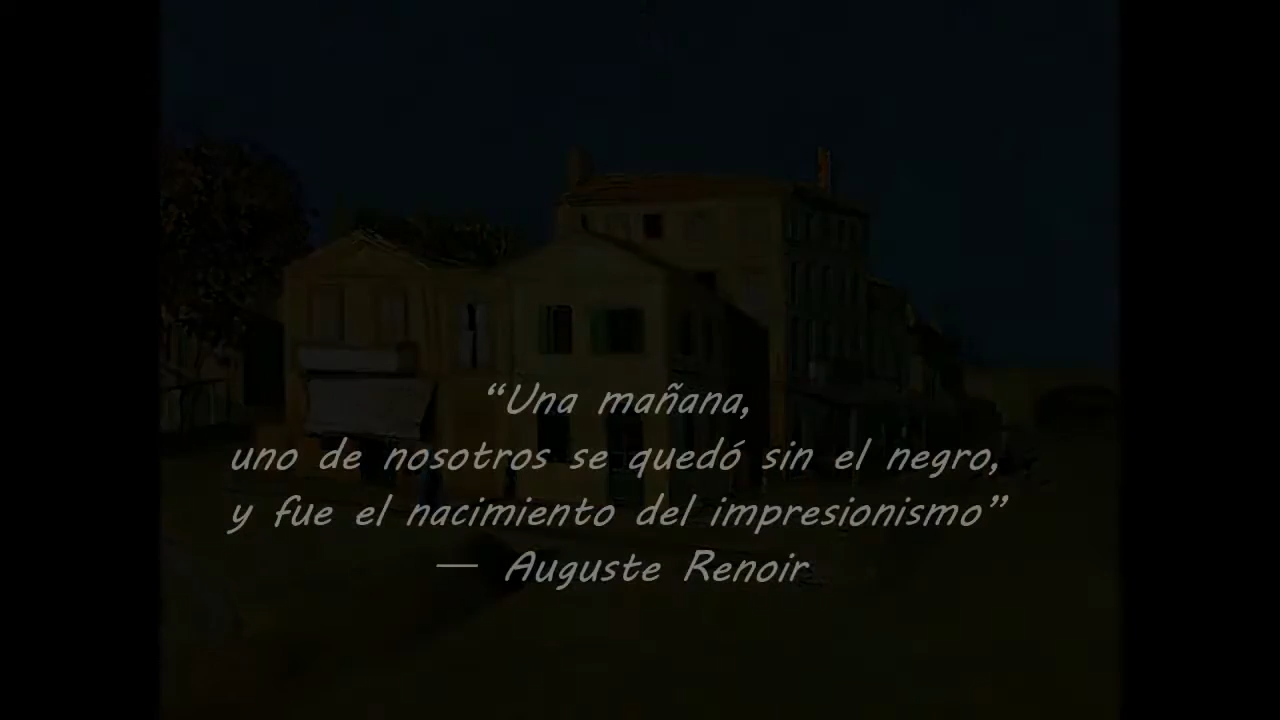 “Una mañana,
uno de nosotros se quedó sin el negro,
y fue el nacimiento del impresionismo”
— Auguste Renoir